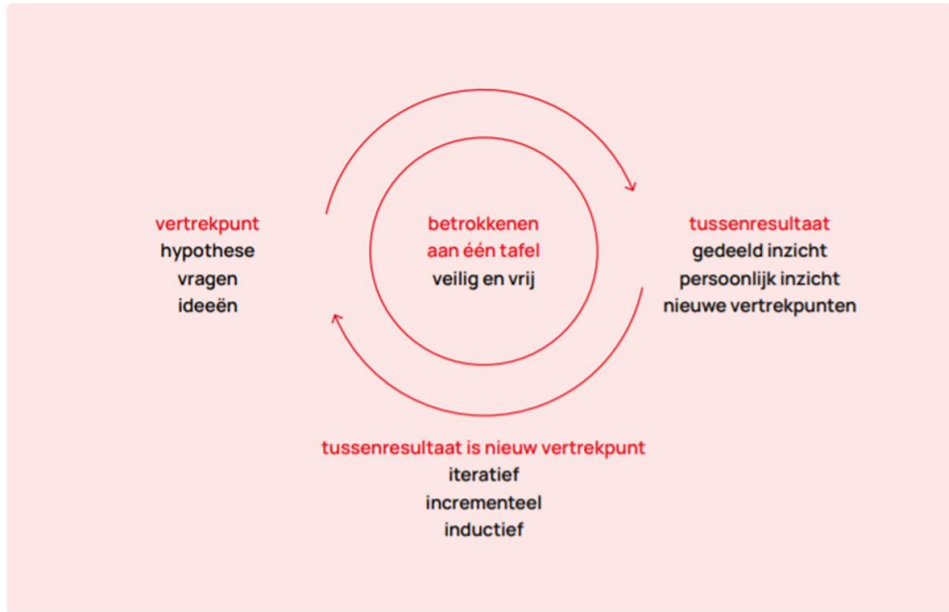 vertrekpunt
hypothese
vragen
ideeën
betrokkenen
aan één tafel
veilig en vrij
tussenresultaat
gedeeld inzicht
persoonlijk inzicht
nieuwe vertrekpunten
tussenresultaat is nieuw vertrekpunt
iteratief
incrementeel
inductief